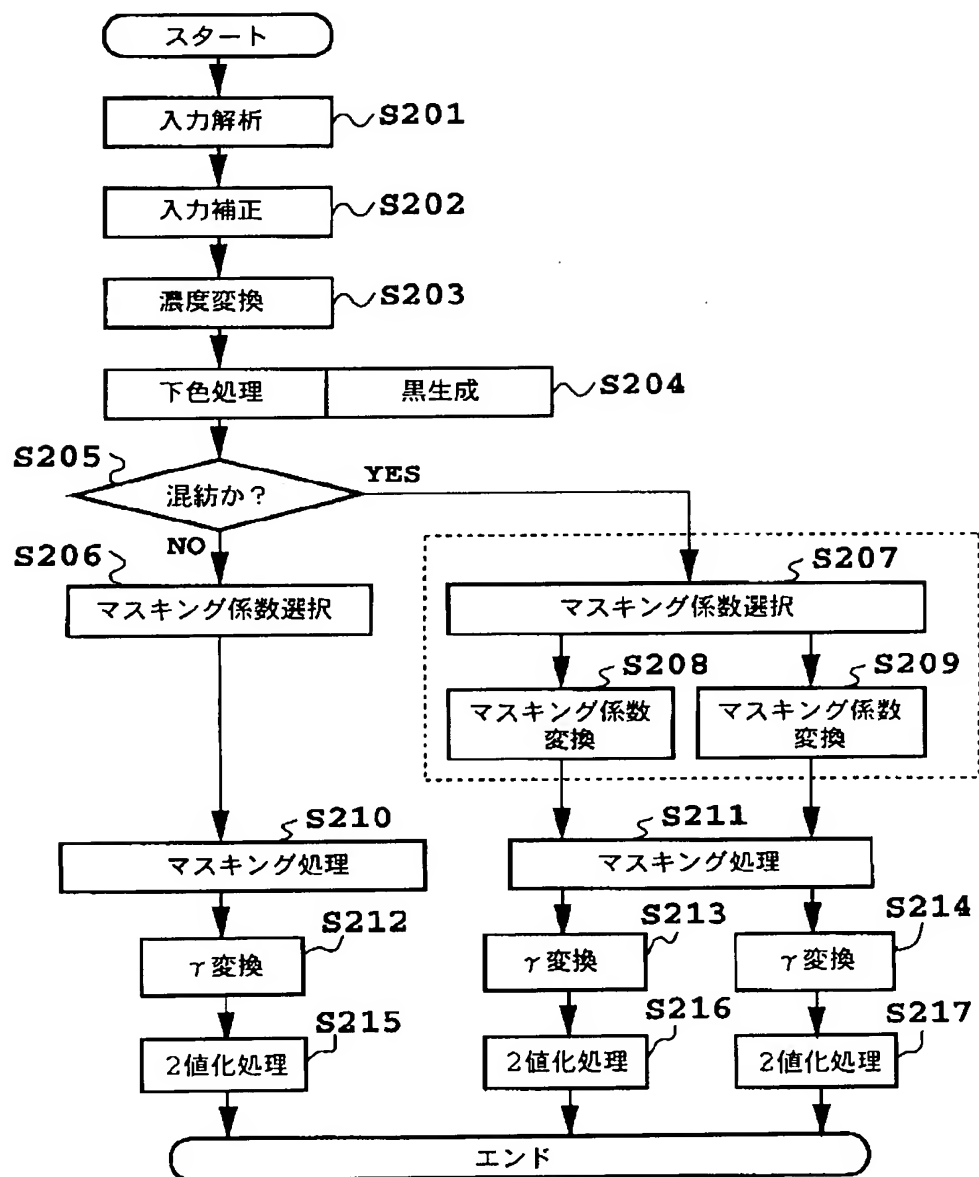 スタート
入力解析
S201
入力補正
S202
濃度変換
S203
下色処理
黒生成
S204
S205
混紡か?
YES
NO
S206
マスキング係数選択
S207
マスキング係数選択
S208
マスキング係数
変換
S209
マスキング係数
変換
S210
マスキング処理
S211
マスキング処理
S212
γ変換
S213
γ変換
S214
γ変換
S215
2値化処理
S216
2値化処理
S217
2値化処理
エンド